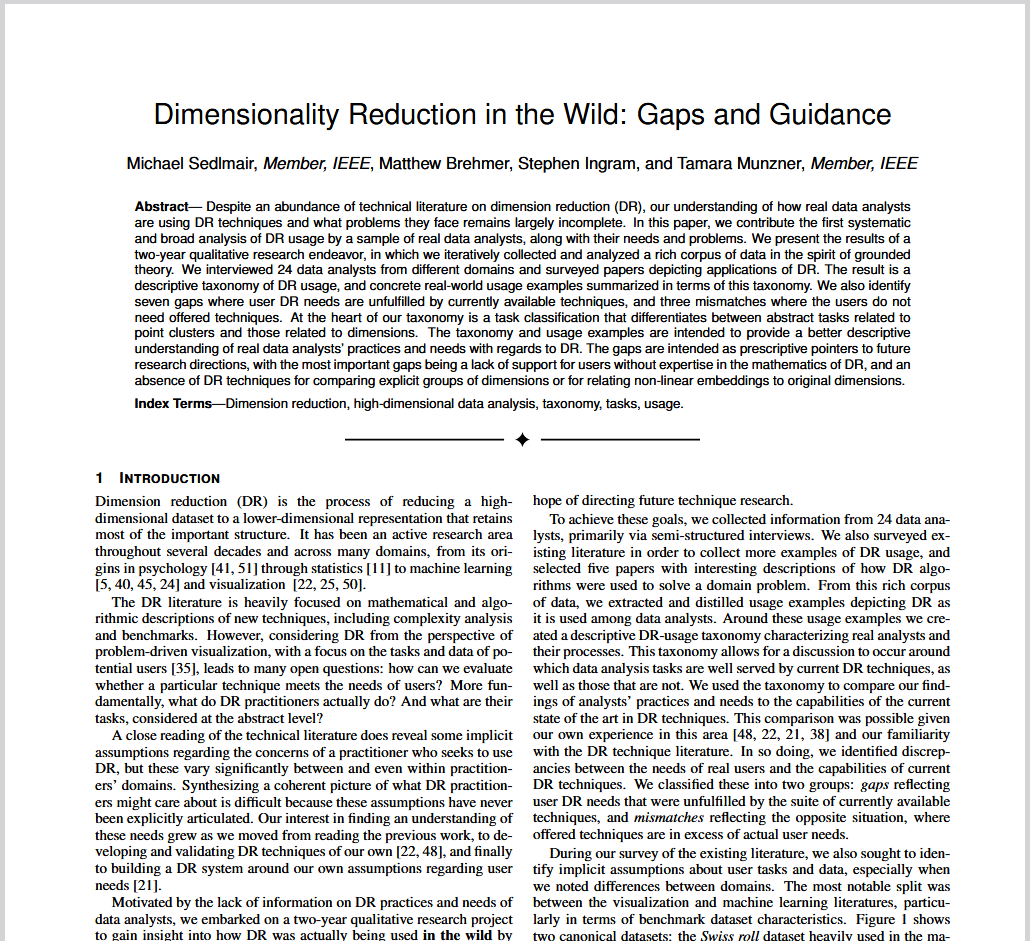 Dimensionality Reduction in the Wild: Gaps and Guidance
Michael Sedlmair, Member, IEEE, Matthew Brehmer, Stephen Ingram, and Tamara Munzner, Member, IEEE
Abstract— Despite an abundance of technical literature on dimension reduction (DR), our understanding of how real data analysts
are using DR techniques and what problems they face remains largely incomplete. In this paper, we contribute the first systematic
and broad analysis of DR usage by a sample of real data analysts, along with their needs and problems. We present the results of a
two-year qualitative research endeavor, in which we iteratively collected and analyzed a rich corpus of data in the spirit of grounded
theory. We interviewed 24 data analysts from different domains and surveyed papers depicting applications of DR. The result is a
descriptive taxonomy of DR usage, and concrete real-world usage examples summarized in terms of this taxonomy. We also identify
seven gaps where user DR needs are unfulfilled by currently available techniques, and three mismatches where the users do not
need offered techniques. At the heart of our taxonomy is a task classification that differentiates between abstract tasks related to
point clusters and those related to dimensions. The taxonomy and usage examples are intended to provide a better descriptive
understanding of real data analysts' practices and needs with regards to DR. The gaps are intended as prescriptive pointers to future
research directions, with the most important gaps being a lack of support for users without expertise in the mathematics of DR, and an
absence of DR techniques for comparing explicit groups of dimensions or for relating non-linear embeddings to original dimensions.
Index Terms—Dimension reduction, high-dimensional data analysis, taxonomy, tasks, usage.
1 INTRODUCTION
Dimension reduction (DR) is the process of reducing a high-
dimensional dataset to a lower-dimensional representation that retains
most of the important structure. It has been an active research area
throughout several decades and across many domains, from its ori-
gins in psychology [41, 51] through statistics [11] to machine learning
[5, 40, 45, 24] and visualization [22, 25, 50].
The DR literature is heavily focused on mathematical and algo-
rithmic descriptions of new techniques, including complexity analysis
and benchmarks. However, considering DR from the perspective of
problem-driven visualization, with a focus on the tasks and data of po-
tential users [35], leads to many open questions: how can we evaluate
whether a particular technique meets the needs of users? More fun-
damentally, what do DR practitioners actually do? And what are their
tasks, considered at the abstract level?
A close reading of the technical literature does reveal some implicit
assumptions regarding the concerns of a practitioner who seeks to use
DR, but these vary significantly between and even within practition-
ers' domains. Synthesizing a coherent picture of what DR practition-
ers might care about is difficult because these assumptions have never
been explicitly articulated. Our interest in finding an understanding of
these needs grew as we moved from reading the previous work, to de-
veloping and validating DR techniques of our own [22, 48], and finally
to building a DR system around our own assumptions regarding user
needs [21].
Motivated by the lack of information on DR practices and needs of
data analysts, we embarked on a two-year qualitative research project
to gain insight into how DR was actually being used in the wild by
hope of directing future technique research.
To achieve these goals, we collected information from 24 data ana-
lysts, primarily via semi-structured interviews. We also surveyed ex-
isting literature in order to collect more examples of DR usage, and
selected five papers with interesting descriptions of how DR algo-
rithms were used to solve a domain problem. From this rich corpus
of data, we extracted and distilled usage examples depicting DR as
it is used among data analysts. Around these usage examples we cre-
ated a descriptive DR-usage taxonomy characterizing real analysts and
their processes. This taxonomy allows for a discussion to occur around
which data analysis tasks are well served by current DR techniques, as
well as those that are not. We used the taxonomy to compare our find-
ings of analysts' practices and needs to the capabilities of the current
state of the art in DR techniques. This comparison was possible given
our own experience in this area [48, 22, 21, 38] and our familiarity
with the DR technique literature. In so doing, we identified discrep-
ancies between the needs of real users and the capabilities of current
DR techniques. We classified these into two groups: gaps reflecting
user DR needs that were unfulfilled by the suite of currently available
techniques, and mismatches reflecting the opposite situation, where
offered techniques are in excess of actual user needs.
During our survey of the existing literature, we also sought to iden-
tify implicit assumptions about user tasks and data, especially when
we noted differences between domains. The most notable split was
between the visualization and machine learning literatures, particu-
larly in terms of benchmark dataset characteristics. Figure 1 shows
two canonical datasets: the Swiss roll dataset heavily used in the ma-